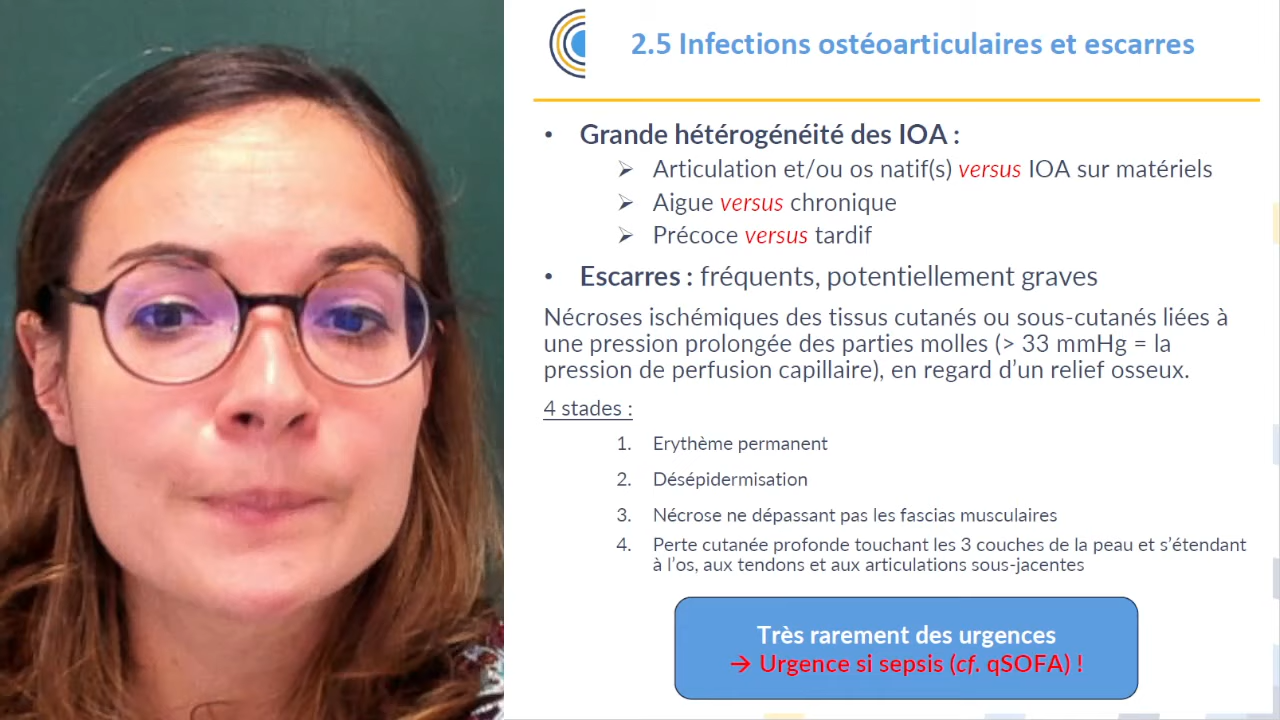 2.5 Infections ostéoarticulaires et escarres
• Grande hétérogénéité des IOA :
➢ Articulation et/ou os natif(s) versus IOA sur matériels
➢ Aigue versus chronique
➢ Précoce versus tardif
• Escarres : fréquents, potentiellement graves
Nécroses ischémiques des tissus cutanés ou sous-cutanés liées à
une pression prolongée des parties molles (> 33 mmHg = la
pression de perfusion capillaire), en regard d’un relief osseux.
4 stades :
1. Erythème permanent
2. Désépidermisation
3. Nécrose ne dépassant pas les fascias musculaires
4. Perte cutanée profonde touchant les 3 couches de la peau et s’étendant
à l’os, aux tendons et aux articulations sous-jacentes
Très rarement des urgences
→ Urgence si sepsis (cf. qSOFA) !